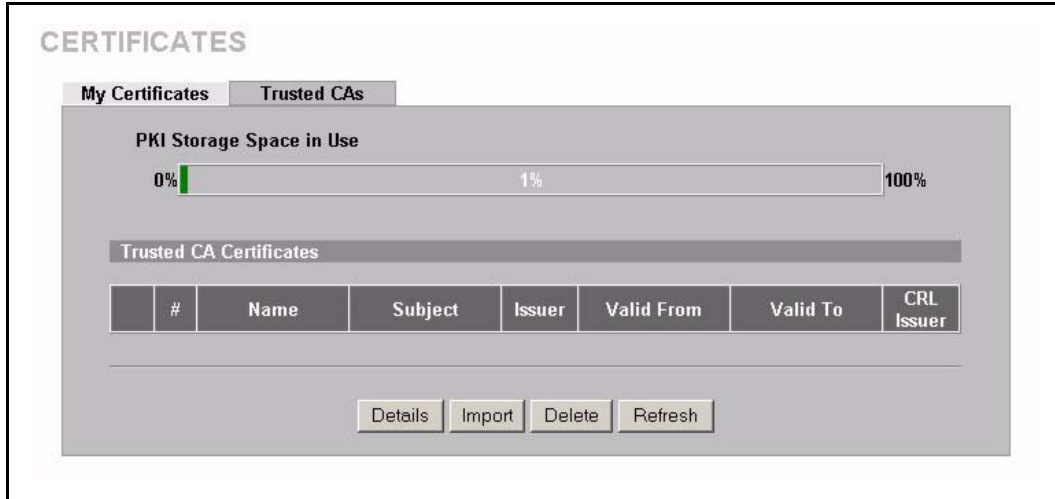 CERTIFICATES
My Certificates Trusted CAs
PKI Storage Space in Use
0% 1% 100%
Trusted CA Certificates
# Name Subject Issuer Valid From Valid To CRL Issuer
Details Import Delete Refresh